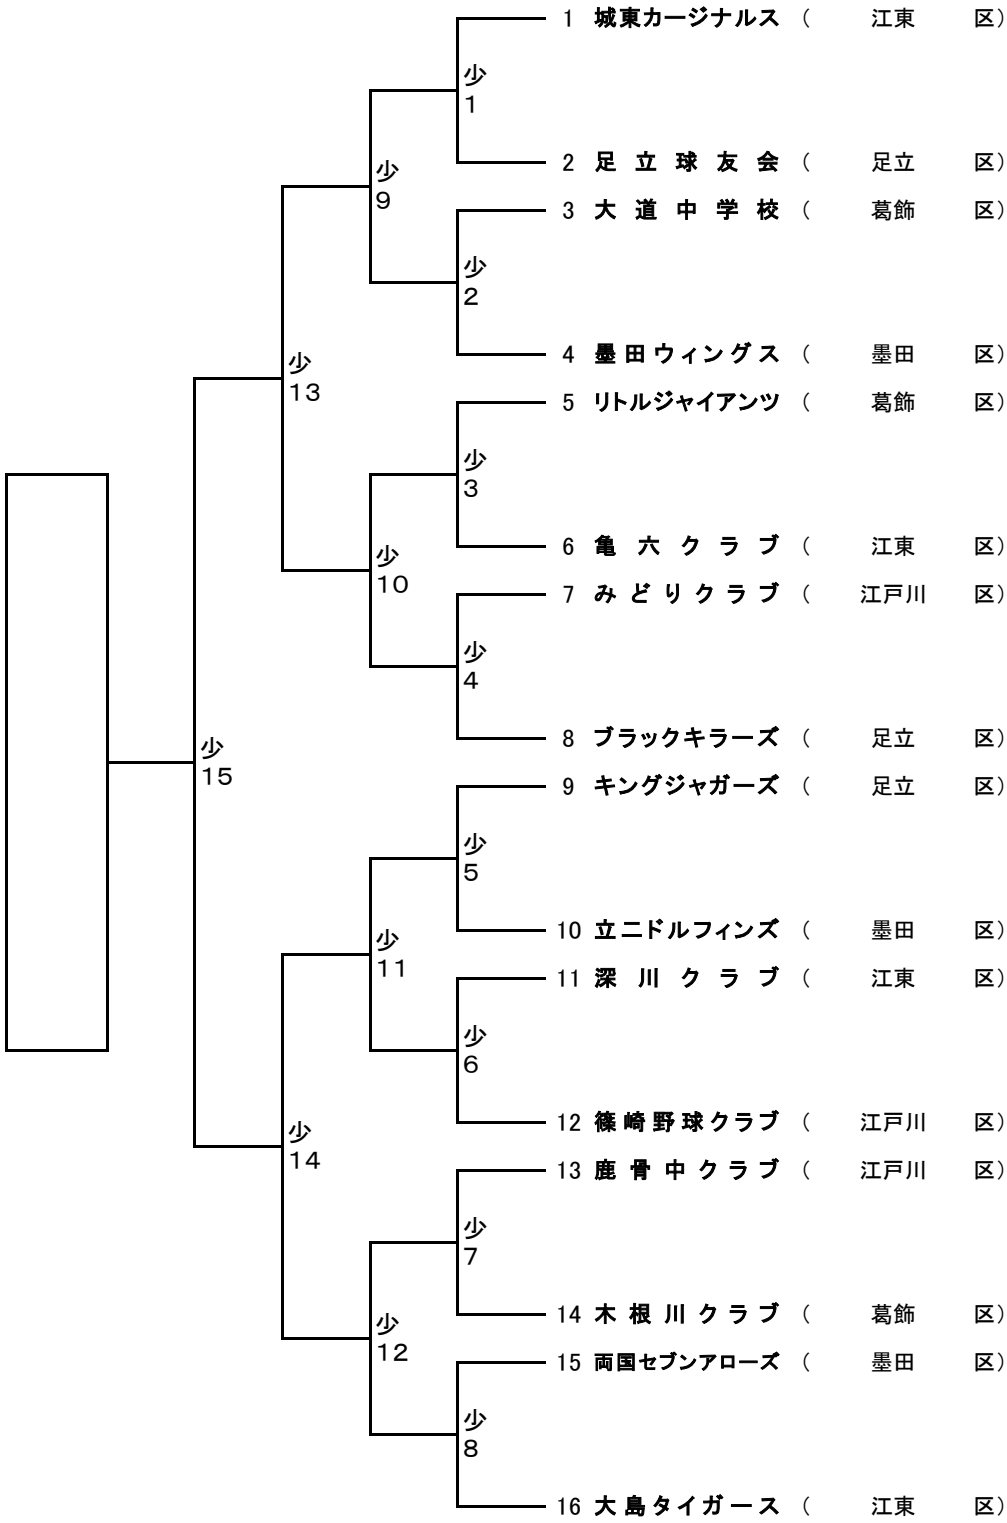 1 城東カージナルス ( 江東 区)
少
1
2 足立球友会 ( 足立 区)
少
9
3 大道中学校 ( 葛飾 区)
少
2
4 墨田ウィングス ( 墨田 区)
少
13
5 リトルジャイアンツ ( 葛飾 区)
少
3
6 亀六クラブ ( 江東 区)
少
10
7 みどりクラブ ( 江戸川 区)
少
4
8 ブラックキラーズ ( 足立 区)
少
15
9 キングジャガーズ ( 足立 区)
少
5
10 立二ドルフィンズ ( 墨田 区)
少
11
11 深川クラブ ( 江東 区)
少
6
12 篠崎野球クラブ ( 江戸川 区)
少
14
13 鹿骨中クラブ ( 江戸川 区)
少
7
14 木根川クラブ ( 葛飾 区)
少
12
15 両国セブンアローズ ( 墨田 区)
少
8
16 大島タイガース ( 江東 区)